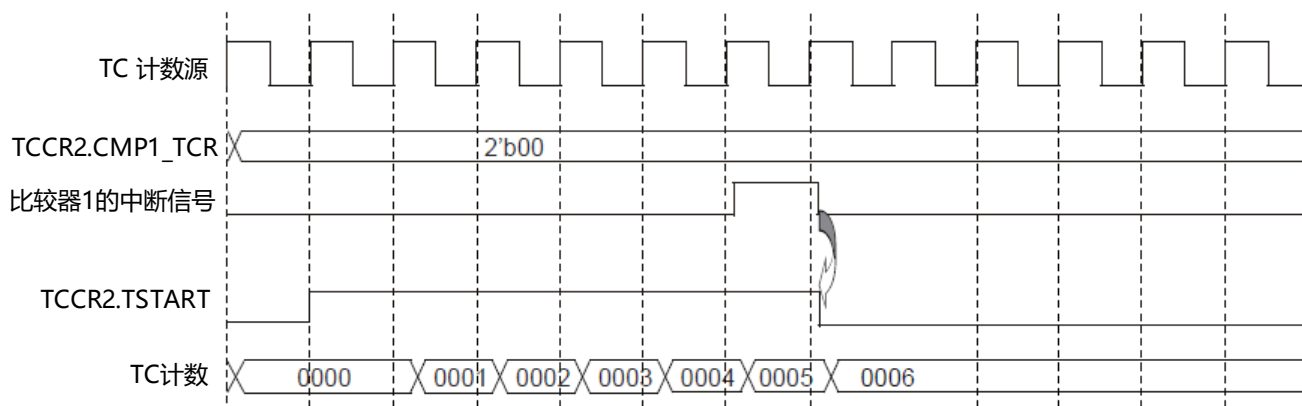 TC 计数源
TCCR2.CMP1_TCR
2'b00
比较器1的中断信号
TCCR2.TSTART
TC计数
0000
0001
0002
0003
0004
0005
0006